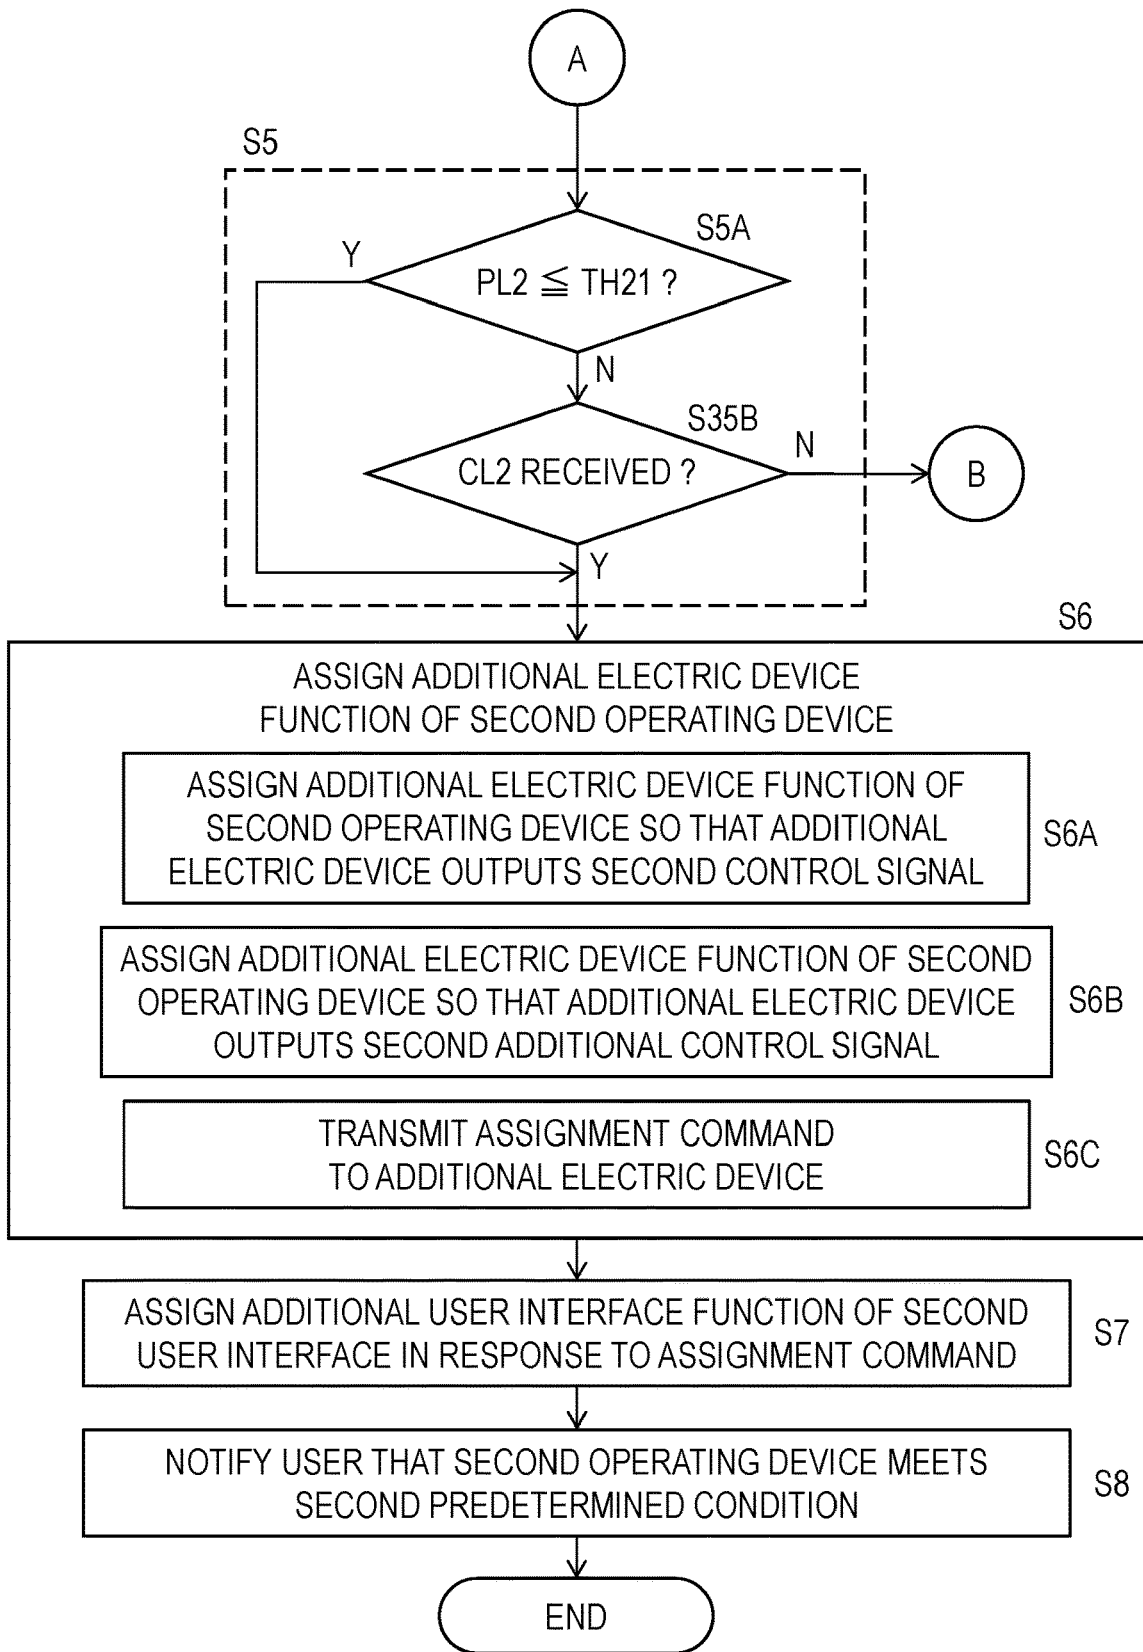 A
S5
S5A
Y
PL2 ≦ TH21 ?
N
S35B
CL2 RECEIVED ?
N
B
Y
S6
ASSIGN ADDITIONAL ELECTRIC DEVICE
FUNCTION OF SECOND OPERATING DEVICE
ASSIGN ADDITIONAL ELECTRIC DEVICE FUNCTION OF
SECOND OPERATING DEVICE SO THAT ADDITIONAL
ELECTRIC DEVICE OUTPUTS SECOND CONTROL SIGNAL
S6A
ASSIGN ADDITIONAL ELECTRIC DEVICE FUNCTION OF SECOND
OPERATING DEVICE SO THAT ADDITIONAL ELECTRIC DEVICE
OUTPUTS SECOND ADDITIONAL CONTROL SIGNAL
S6B
TRANSMIT ASSIGNMENT COMMAND
TO ADDITIONAL ELECTRIC DEVICE
S6C
ASSIGN ADDITIONAL USER INTERFACE FUNCTION OF SECOND
USER INTERFACE IN RESPONSE TO ASSIGNMENT COMMAND
S7
NOTIFY USER THAT SECOND OPERATING DEVICE MEETS
SECOND PREDETERMINED CONDITION
S8
END